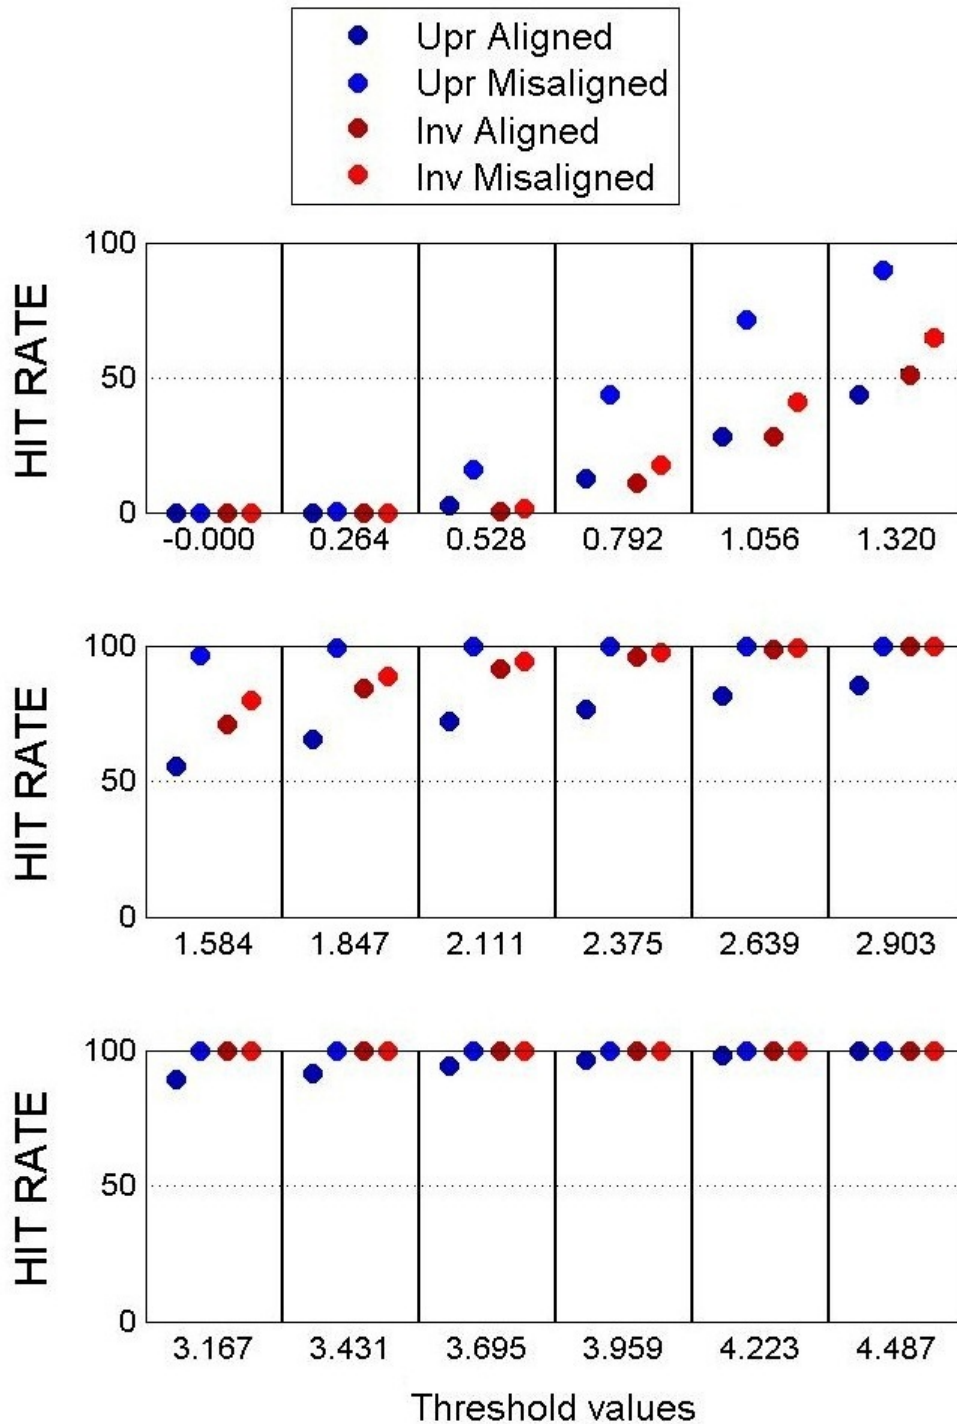 Upr Aligned
Upr Misaligned
Inv Aligned
Inv Misaligned
HIT RATE
100
50
0
-0.000 0.264 0.528 0.792 1.056 1.320
HIT RATE
100
50
0
1.584 1.847 2.111 2.375 2.639 2.903
HIT RATE
100
50
0
3.167 3.431 3.695 3.959 4.223 4.487
Threshold values